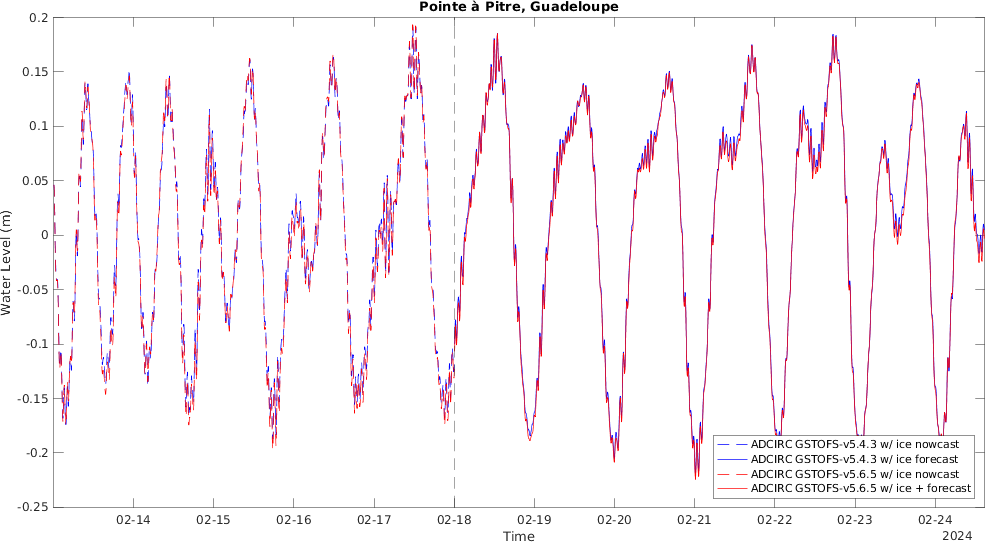 Pointe à Pitre, Guadeloupe
Water Level (m)
0.2
0.15
0.1
0.05
0
-0.05
-0.1
-0.15
-0.2
-0.25
ADCIRC GSTOFS-v5.4.3 w/ ice nowcast
ADCIRC GSTOFS-v5.4.3 w/ ice forecast
ADCIRC GSTOFS-v5.6.5 w/ ice nowcast
ADCIRC GSTOFS-v5.6.5 w/ ice + forecast
02-14 02-15 02-16 02-17 02-18 02-19 02-20 02-21 02-22 02-23 02-24
Time
2024